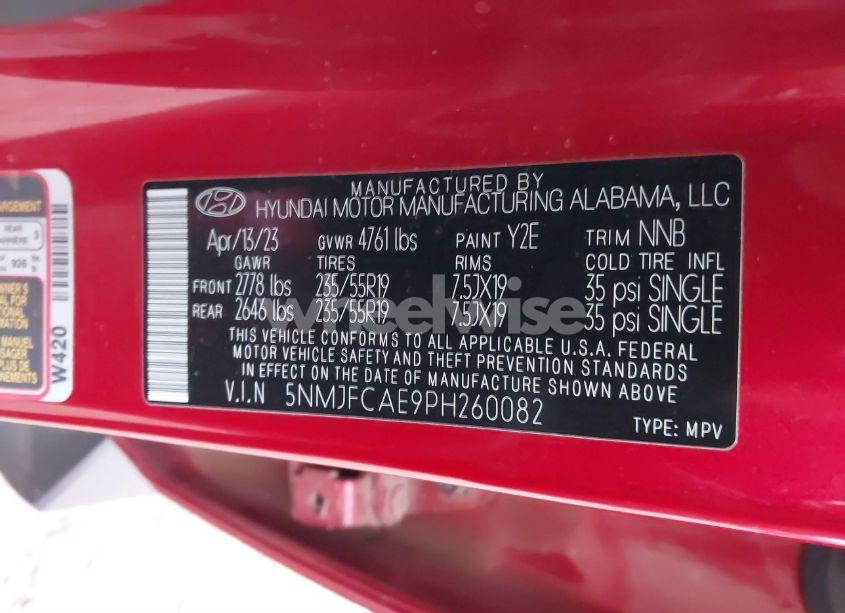 MANUFACTURED BY
HYUNDAI MOTOR MANUFACTURING ALABAMA, LLC
Apr/13/23 GVWR 4761 lbs PAINT Y2E TRIM NNB
GAWR TIRES RIMS COLD TIRE INFL
FRONT 2778 lbs 235/55R19 7.5JX19 35 psi SINGLE
REAR 2646 lbs 235/55R19 7.5JX19 35 psi SINGLE
THIS VEHICLE CONFORMS TO ALL APPLICABLE U.S.A. FEDERAL
MOTOR VEHICLE SAFETY AND THEFT PREVENTION STANDARDS
IN EFFECT ON THE DATE OF MANUFACTURE SHOWN ABOVE
V.I.N 5NMJFCAE9PH260082
TYPE: MPV
wheelwise
REAR
3
926
W420